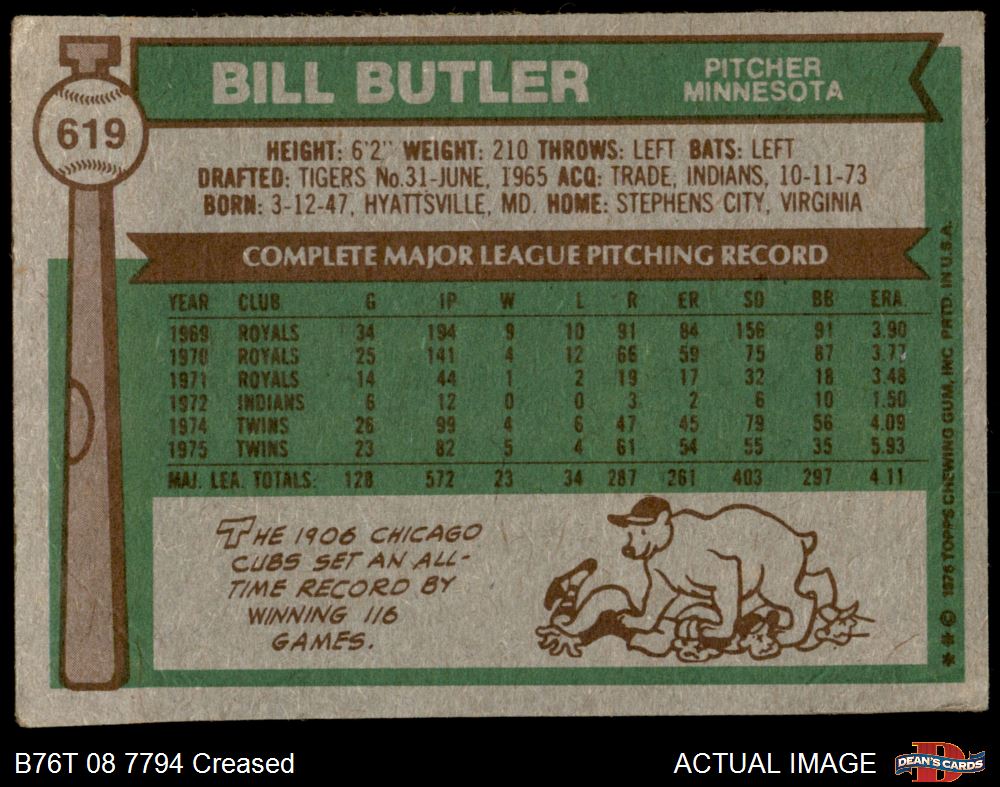 619
BILL BUTLER
PITCHER
MINNESOTA
HEIGHT: 6'2" WEIGHT: 210 THROWS: LEFT BATS: LEFT
DRAFTED: TIGERS No.31-JUNE, 1965 ACQ: TRADE, INDIANS, 10-11-73
BORN: 3-12-47, HYATTSVILLE, MD. HOME: STEPHENS CITY, VIRGINIA
COMPLETE MAJOR LEAGUE PITCHING RECORD
YEAR CLUB G IP W L R ER SO BB ERA
1969 ROYALS 34 194 9 10 91 84 156 91 3.90
1970 ROYALS 25 141 4 12 66 59 75 87 3.77
1971 ROYALS 14 44 1 2 19 17 32 18 3.48
1972 INDIANS 6 12 0 0 3 2 6 10 1.50
1974 TWINS 26 99 4 6 47 45 79 56 4.09
1975 TWINS 23 82 5 4 61 54 55 35 5.93
MAJ. LEA. TOTALS: 128 572 23 34 287 261 403 297 4.11
THE 1906 CHICAGO
CUBS SET AN ALL-
TIME RECORD BY
WINNING 116
GAMES.
* * © 1976 TOPPS CHEWING GUM, INC. PRTD. IN U.S.A.
B76T 08 7794 Creased
ACTUAL IMAGE
D
DEAN'S CARDS